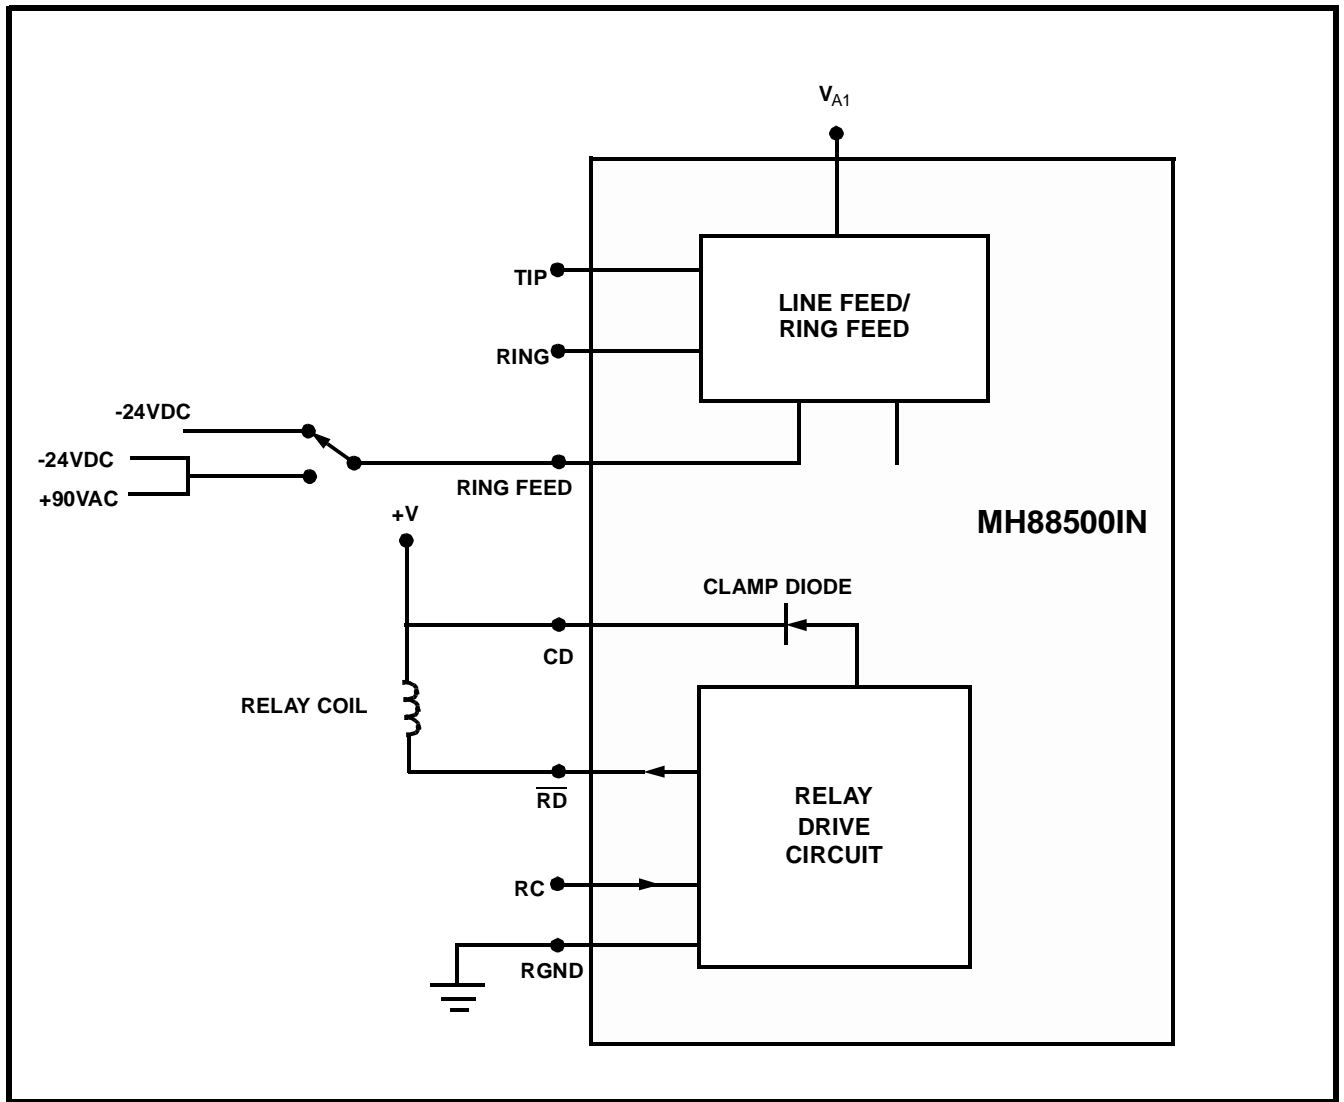 VA1
TIP
LINE FEED/
RING FEED
RING
-24VDC
-24VDC
+90VAC
RING FEED
+V
MH88500IN
CLAMP DIODE
CD
RELAY COIL
RD
RELAY
DRIVE
CIRCUIT
RC
RGND